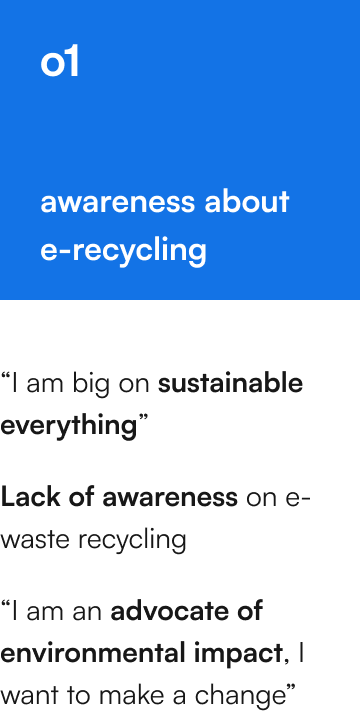 o1
awareness about
e-recycling
“I am big on sustainable
everything”
Lack of awareness on e-
waste recycling
“I am an advocate of
environmental impact, I
want to make a change”